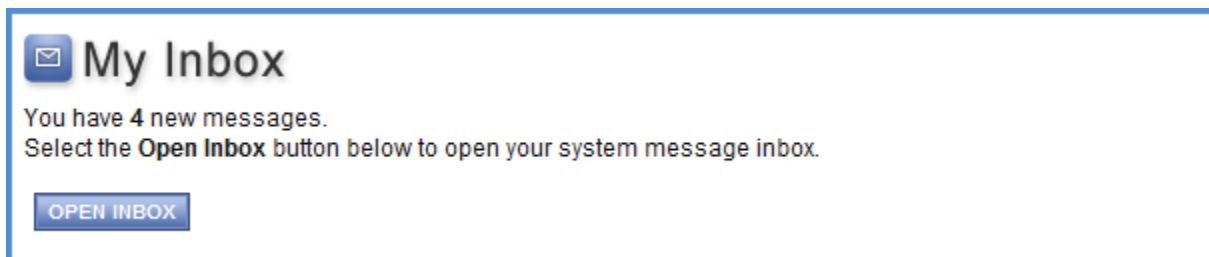 My Inbox
You have 4 new messages.
Select the Open Inbox button below to open your system message inbox.
OPEN INBOX